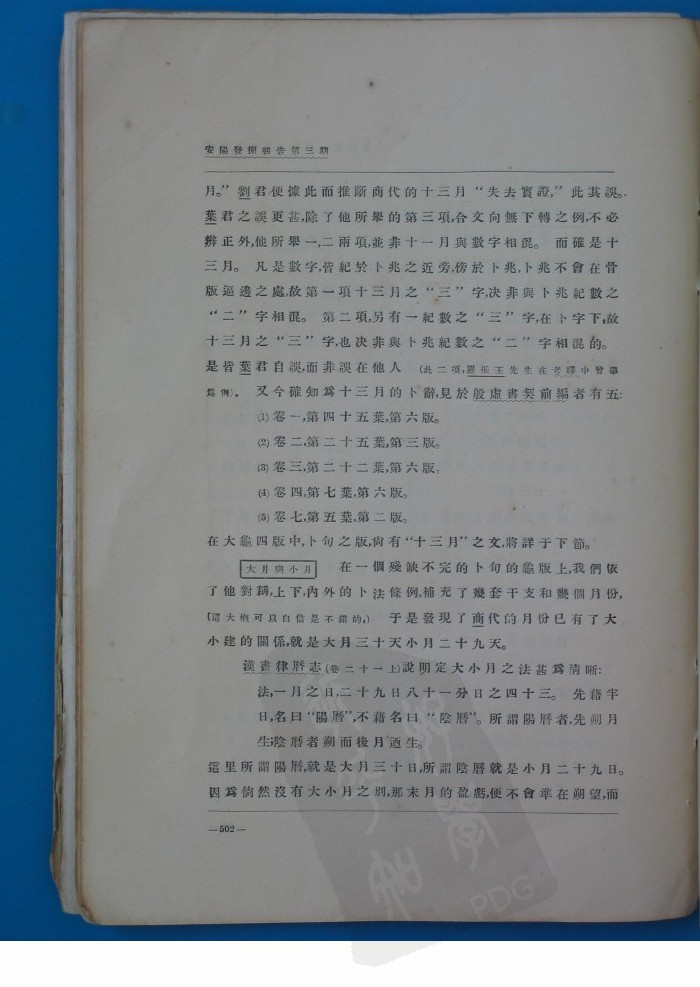 安陽發掘報告第三期
月。” 劉君便據此而推斷商代的十三月 “失去實證,” 此其誤。
葉君之誤更甚,除了他所舉的第三項,合文向無下轉之例,不必
辨正外,他所舉一,二兩項,並非十一月與數字相混。 而確是十
三月。 凡是數字,皆紀於卜兆之近旁,傍於卜兆,卜兆不會在骨
版逼邊之處,故第一項十三月之 “三” 字,決非與卜兆紀數之
“二” 字相混。 第二項,另有一紀數之 “三” 字,在卜字下,故
十三月之 “三” 字,也決非與卜兆紀數之 “二” 字相混的。
是皆葉君自誤,而非誤在他人 (此二項,羅振玉先生在考釋中曾舉
爲例)。 又今確知爲十三月的卜辭,見於殷虛書契前編者有五:
(1) 卷一,第四十五葉,第六版。
(2) 卷二,第二十五葉,第三版。
(3) 卷三,第二十二葉,第六版。
(4) 卷四,第七葉,第六版。
(5) 卷七,第五葉,第二版。
在大龜四版中,卜旬之版,尙有“十三月”之文,將詳于下節。
大月與小月 在一個殘缺不完的卜旬的龜版上,我們依
了他對稱,上下,內外的卜法條例,補充了幾套干支和幾個月份,
(這大概可以自信是不錯的,) 于是發現了商代的月份已有了大
小建的關係,就是大月三十天小月二十九天。
漢書律曆志(卷二十一上)說明定大小月之法甚爲清晰:
法,一月之日,二十九日八十一分日之四十三。 先藉半
日,名曰“陽曆”,不藉名曰“陰曆”。所謂陽曆者,先朔月
生;陰曆者朔而後月迺生。
這里所謂陽曆,就是大月三十日,所謂陰曆就是小月二十九日。
因爲倘然沒有大小月之別,那末月的盈虧,便不會準在朔望,而
—502—
PDG